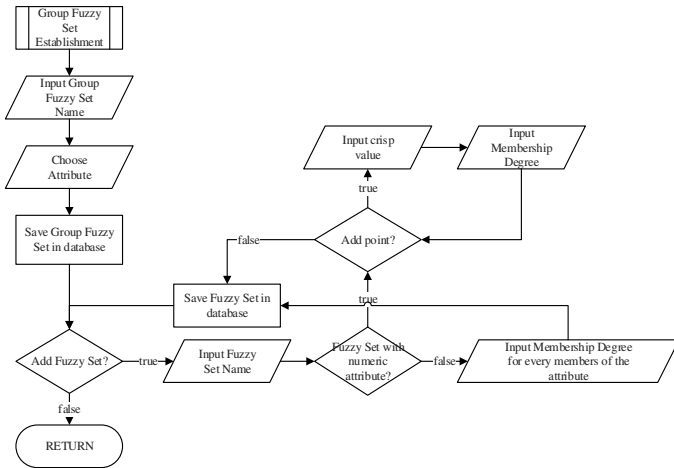 Group Fuzzy
Set
Establishment
Input Group
Fuzzy Set
Name
Choose
Attribute
Save Group Fuzzy
Set in database
Add Fuzzy Set?
true
false
RETURN
Input Fuzzy
Set Name
Fuzzy Set with
numeric
attribute?
true
false
Input Membership Degree
for every members of the
attribute
Add point?
true
false
Input crisp
value
Input
Membership
Degree
Save Fuzzy Set in
database